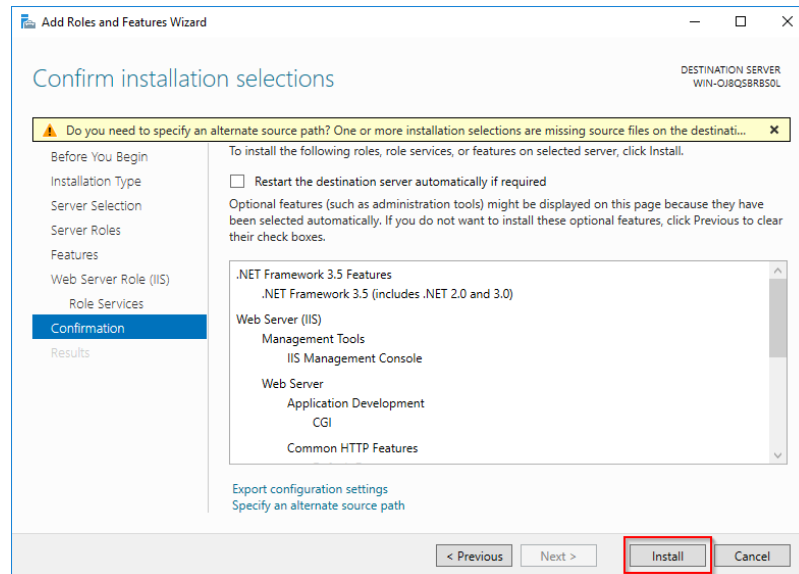 Add Roles and Features Wizard
Confirm installation selections
DESTINATION SERVER
WIN-OJ8QSBRBS0L
Do you need to specify an alternate source path? One or more installation selections are missing source files on the destinati...
Before You Begin
Installation Type
Server Selection
Server Roles
Features
Web Server Role (IIS)
Role Services
Confirmation
Results
To install the following roles, role services, or features on selected server, click Install.
Restart the destination server automatically if required
Optional features (such as administration tools) might be displayed on this page because they have
been selected automatically. If you do not want to install these optional features, click Previous to clear
their check boxes.
.NET Framework 3.5 Features
.NET Framework 3.5 (includes .NET 2.0 and 3.0)
Web Server (IIS)
Management Tools
IIS Management Console
Web Server
Application Development
CGI
Common HTTP Features
Export configuration settings
Specify an alternate source path
< Previous
Next >
Install
Cancel